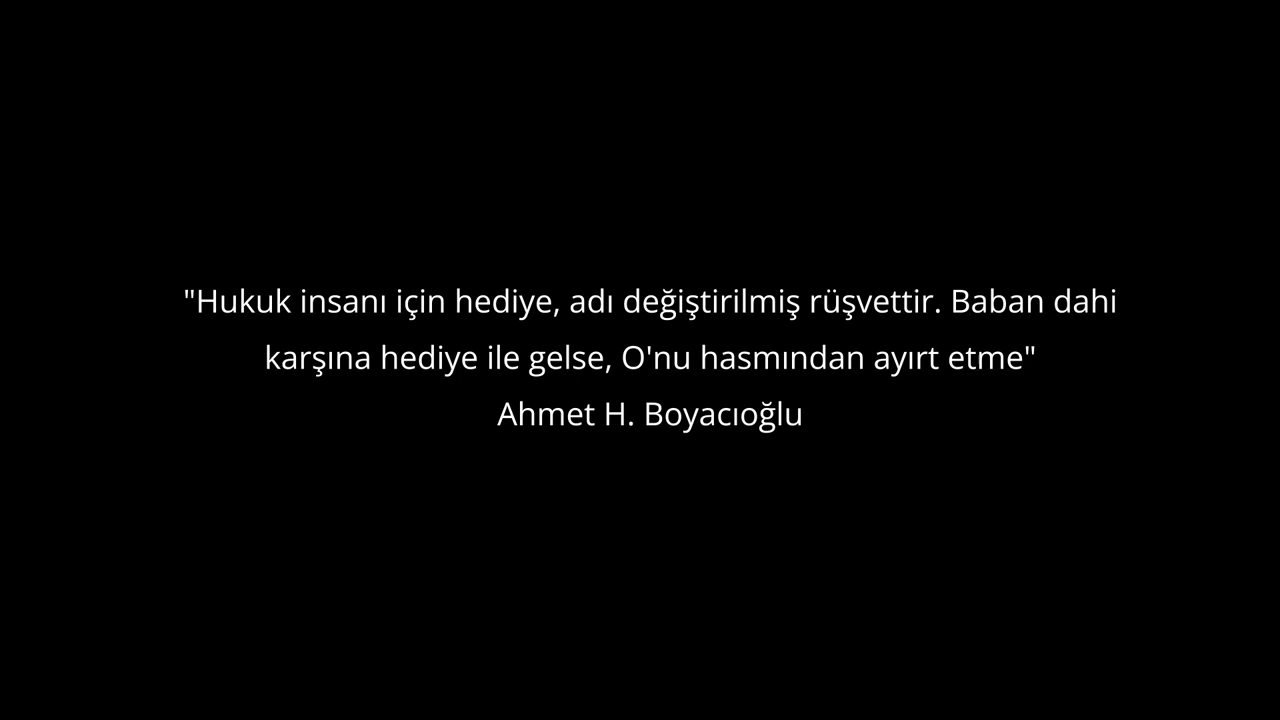 "Hukuk insanı için hediye, adı değiştirilmiş rüşvettir. Baban dahi
karşına hediye ile gelse, O'nu hasmından ayırt etme"
Ahmet H. Boyacıoğlu